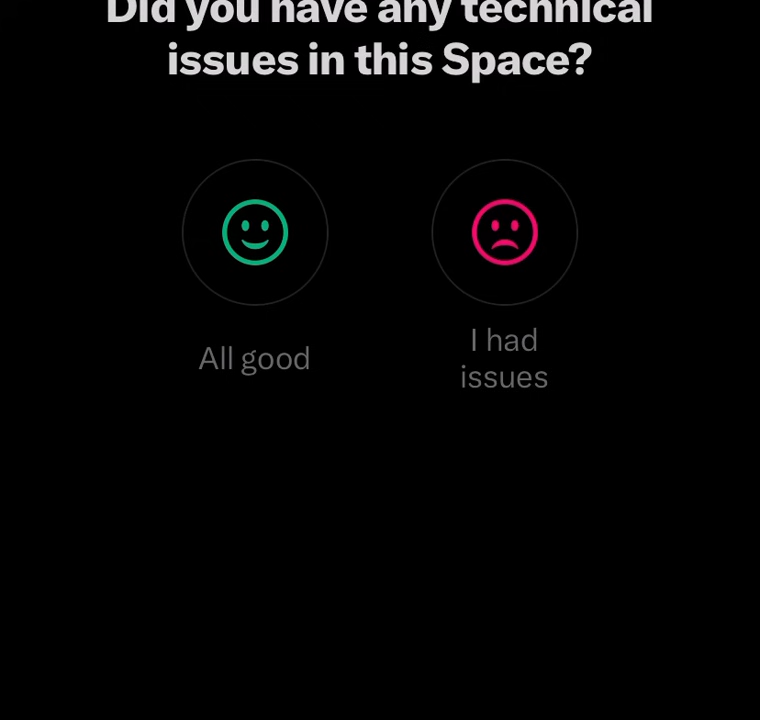 Did you have any technical
issues in this Space?
All good
I had
issues